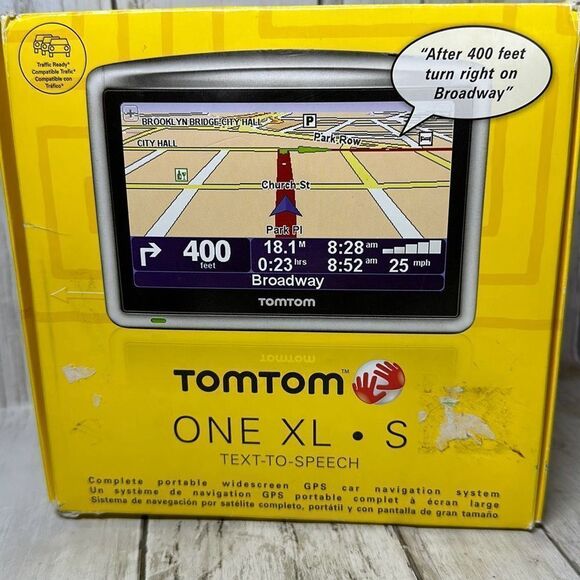 Traffic Ready*
Compatible Trafic*
Compatible con
Tráfico*
"After 400 feet
turn right on
Broadway"
BROOKLYN BRIDGE-CITY HALL
P
Park Row
CITY HALL
Church St
Park Pl
400
feet
18.1 M 8:28 am
0:23 hrs 8:52 am 25 mph
Broadway
TOMTOM
TOMTOM
TOMTOM™
ONE XL • S
TEXT-TO-SPEECH
Complete portable widescreen GPS car navigation system
Un système de navigation GPS portable complet à écran large
Sistema de navegación por satélite completo, portátil y con pantalla de gran tamaño